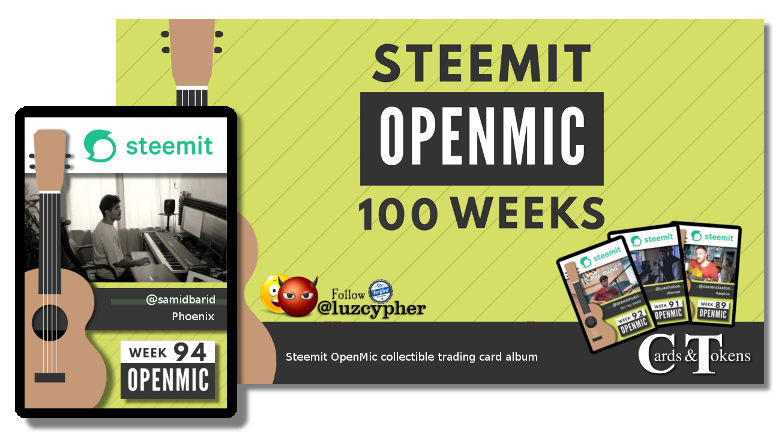 STEEMIT
OPENMIC
100 WEEKS
steemit
@samidbarid
Phoenix
WEEK 94
OPENMIC
Follow
@luzcypher
Steemit OpenMic collectible trading card album
steemit
WEEK 92
OPENMIC
steemit
WEEK 91
OPENMIC
steemit
WEEK 89
OPENMIC
Cards & Tokens